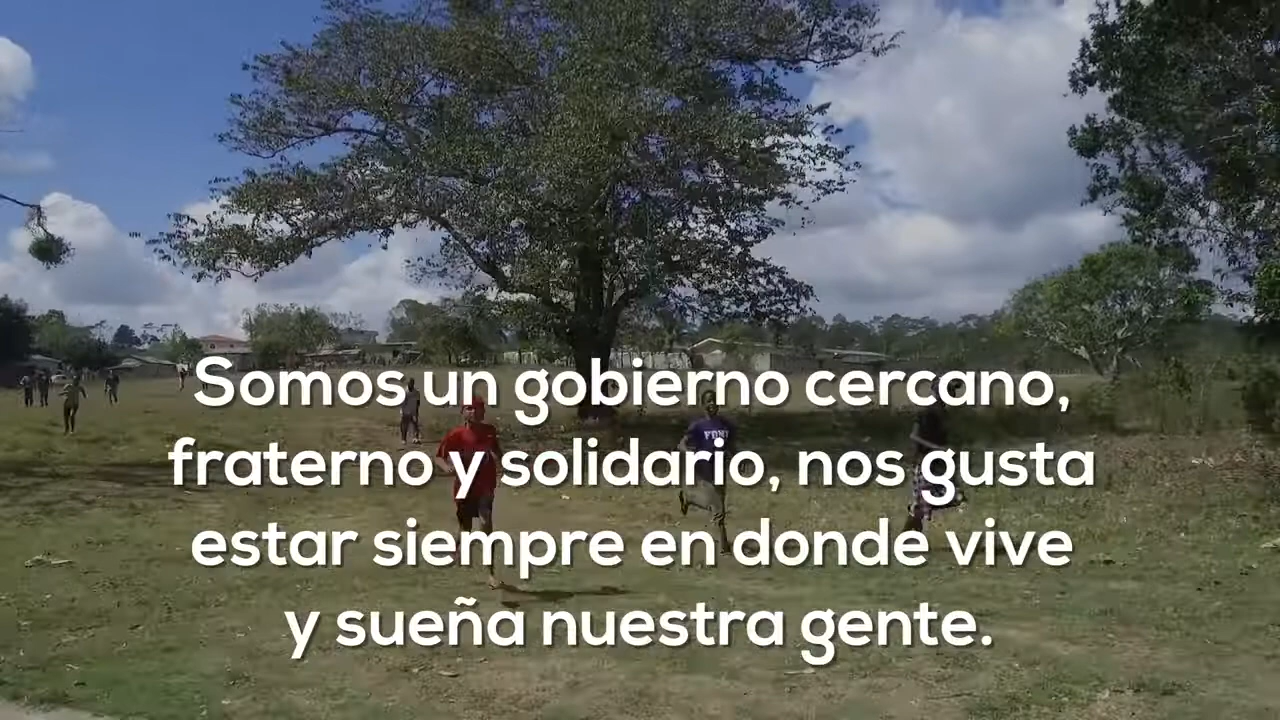 Somos un gobierno cercano,
fraterno y solidario, nos gusta
estar siempre en donde vive
y sueña nuestra gente.